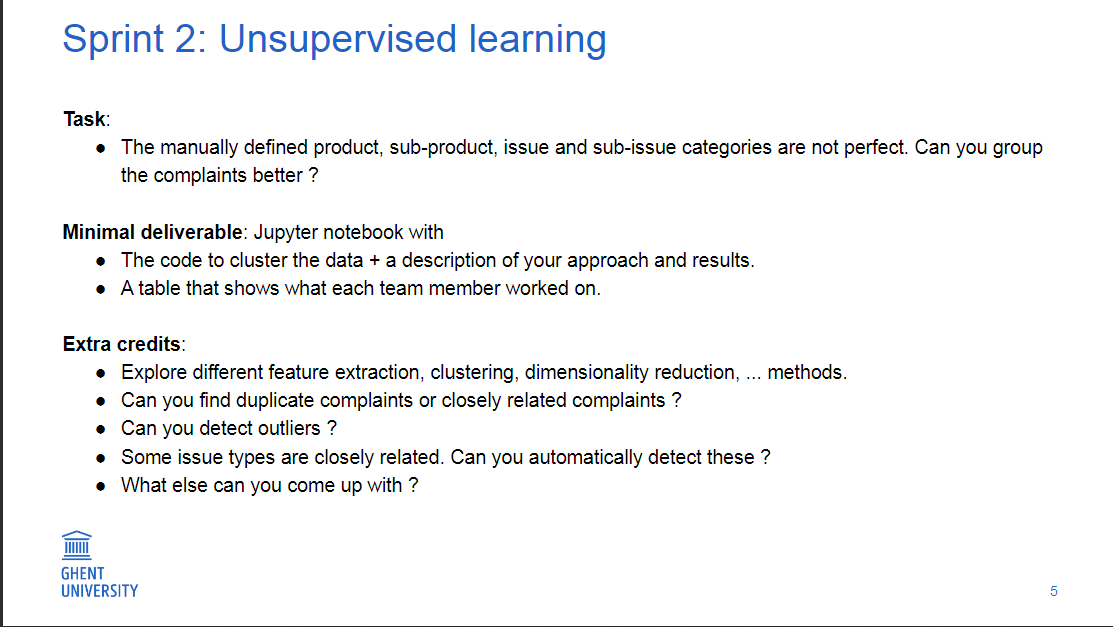 Sprint 2: Unsupervised learning
Task:
● The manually defined product, sub-product, issue and sub-issue categories are not perfect. Can you group
the complaints better ?
Minimal deliverable: Jupyter notebook with
● The code to cluster the data + a description of your approach and results.
● A table that shows what each team member worked on.
Extra credits:
● Explore different feature extraction, clustering, dimensionality reduction, ... methods.
● Can you find duplicate complaints or closely related complaints ?
● Can you detect outliers ?
● Some issue types are closely related. Can you automatically detect these ?
● What else can you come up with ?
GHENT
UNIVERSITY
5